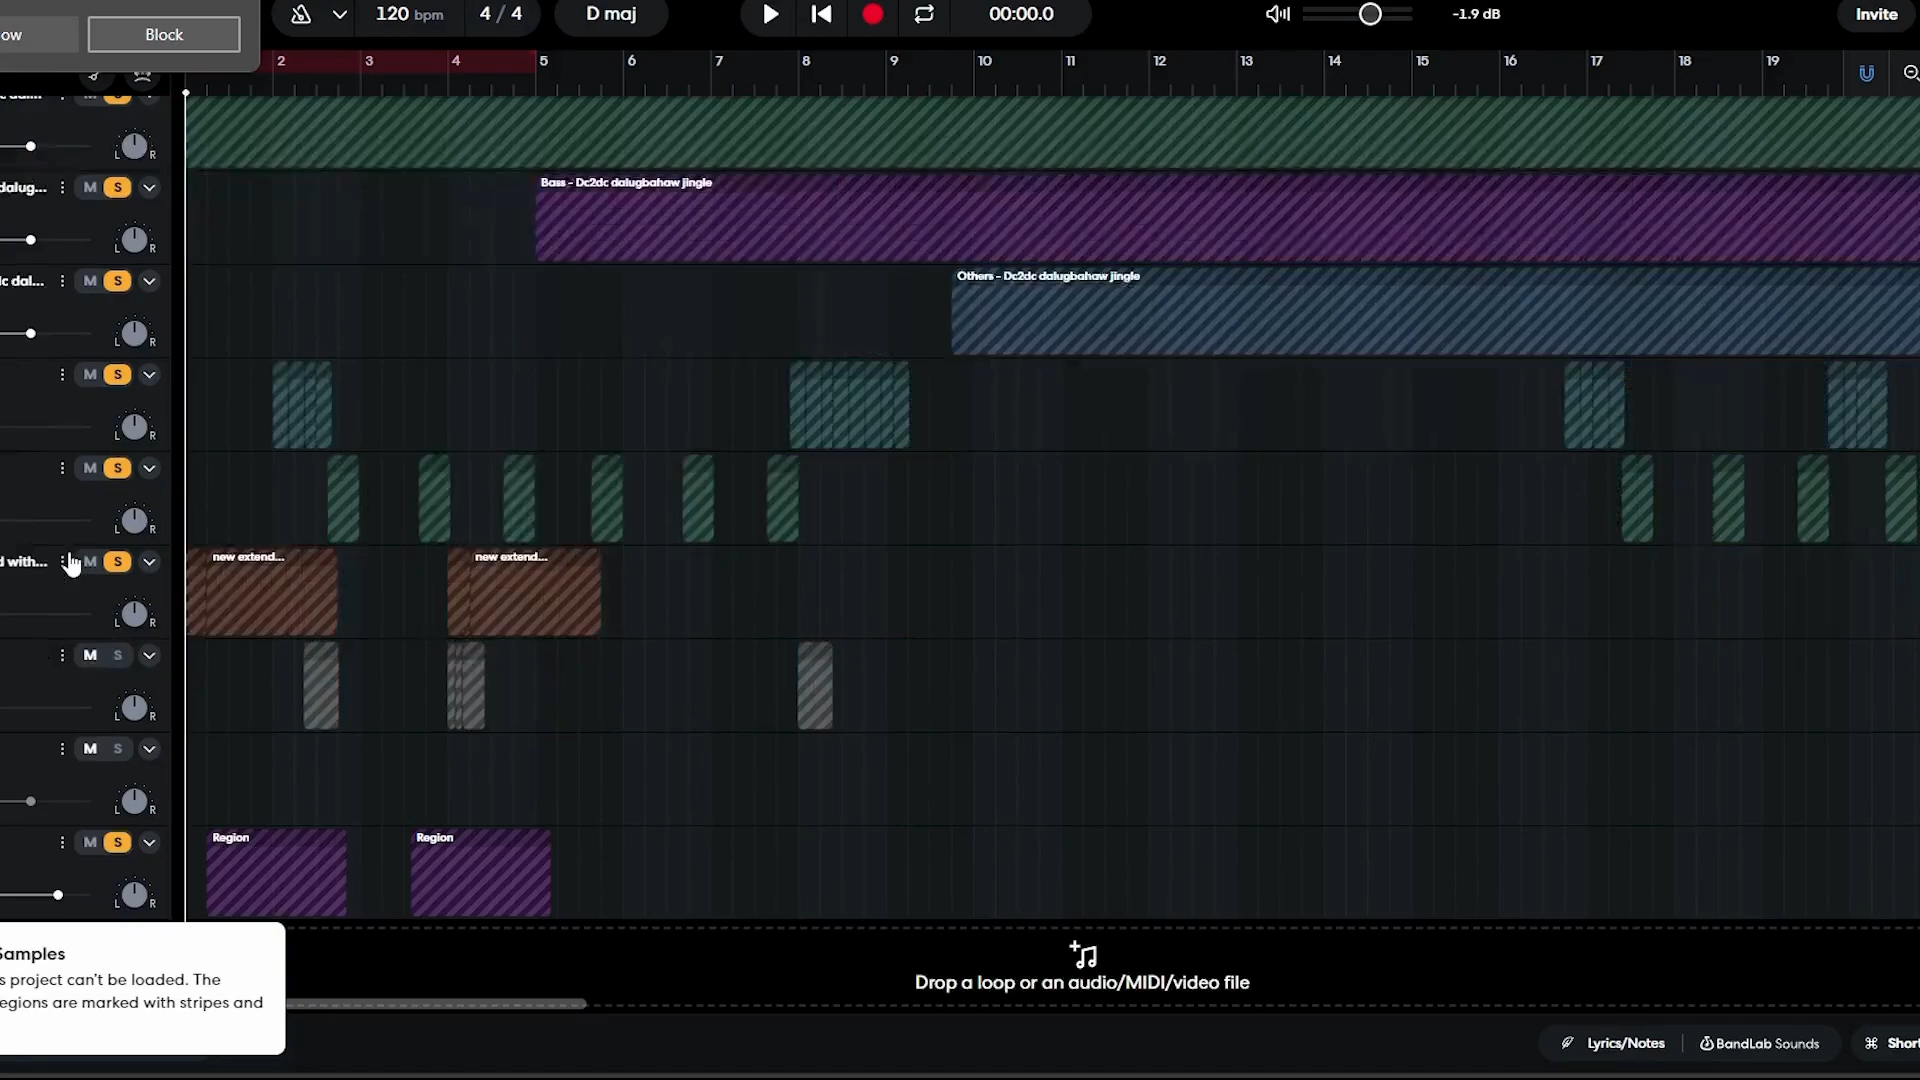 ow
Block
120 bpm
4 / 4
D maj
00:00.0
-1.9 dB
Invite
2 3 4 5 6 7 8 9 10 11 12 13 14 15 16 17 18 19
S
L R
dalug... M S
Bass - Dc2dc dalugbahaw jingle
L R
c dal... M S
Others - Dc2dc dalugbahaw jingle
L R
M S
L R
M S
L R
d with... M S
new extend... new extend...
L R
M S
L R
M S
L R
M S
Region Region
L R
Samples
s project can't be loaded. The
egions are marked with stripes and
Drop a loop or an audio/MIDI/video file
Lyrics/Notes
BandLab Sounds
Short